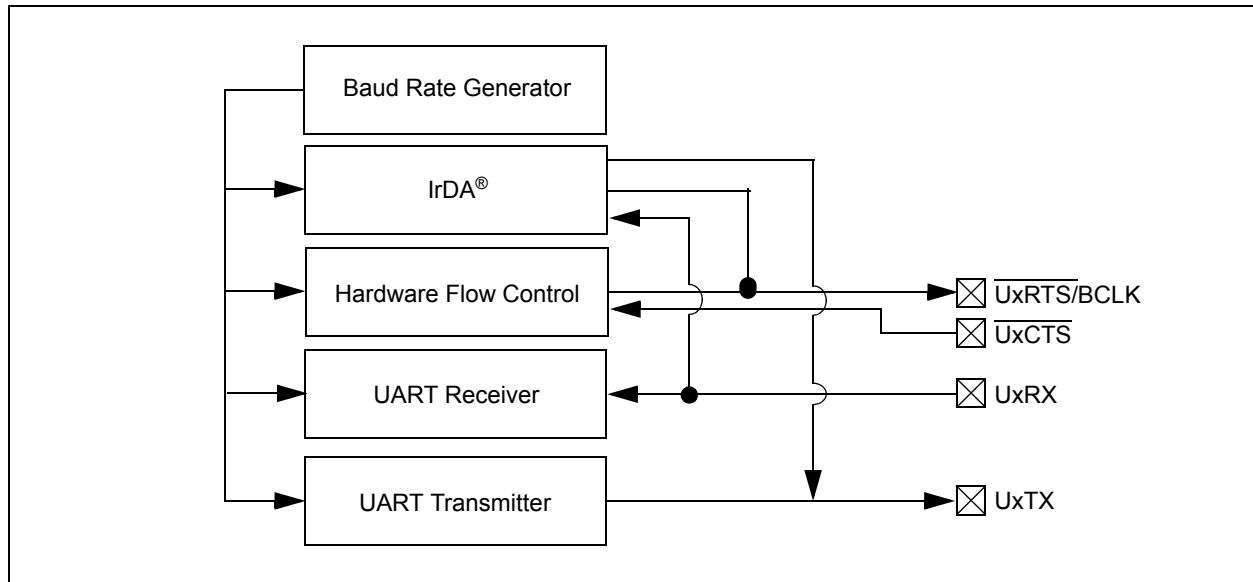 Baud Rate Generator
IrDA®
Hardware Flow Control
UxRTS/BCLK
UxCTS
UART Receiver
UxRX
UART Transmitter
UxTX